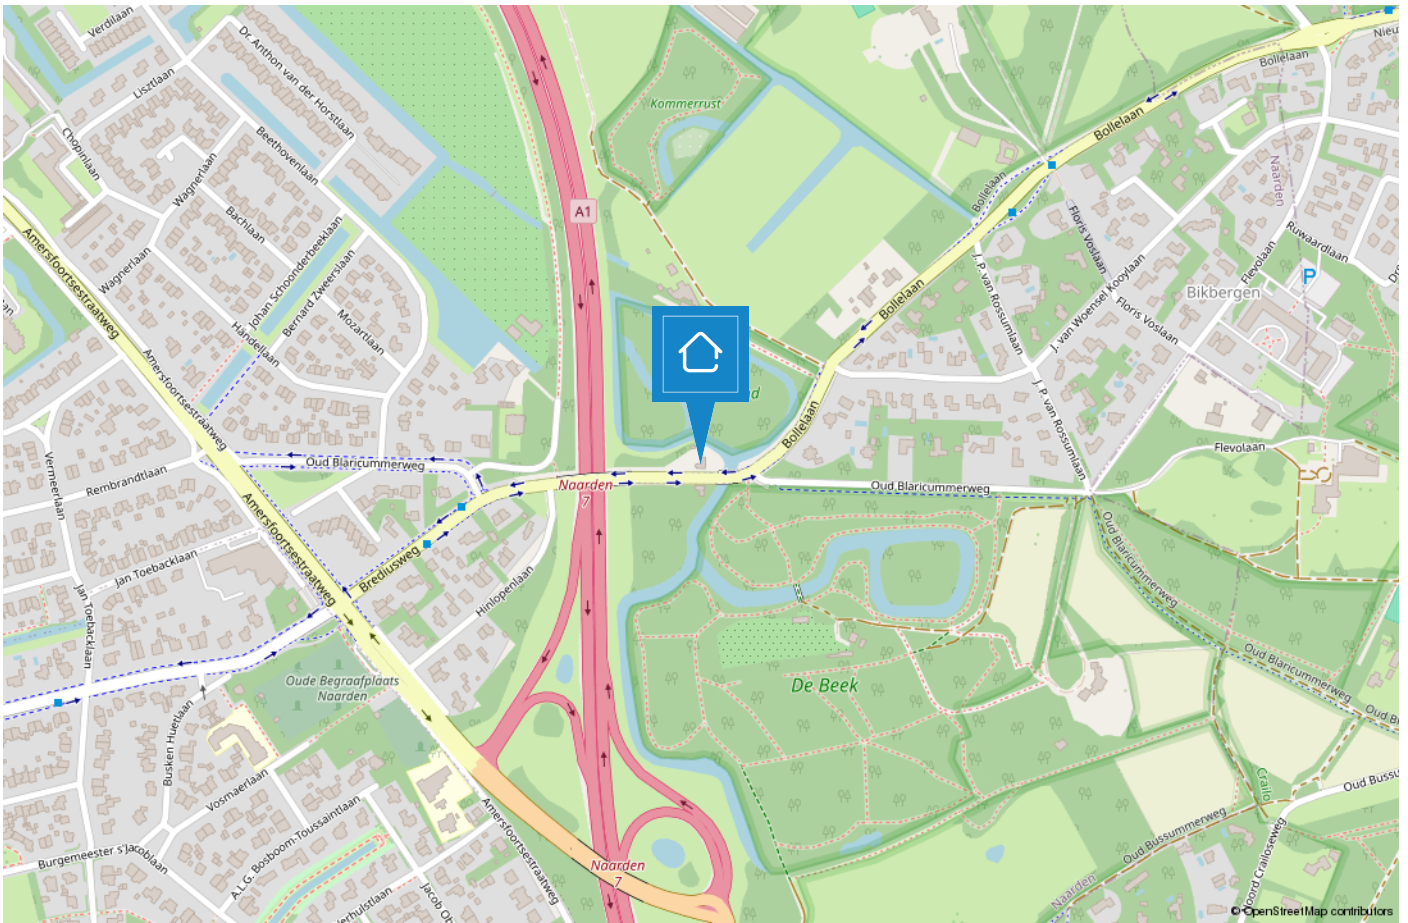 Verdilaan
Dr. Anthon van der Horstlaan
Lisztlaan
Chopinlaan
Beethovenlaan
Wagnerlaan
Bachlaan
Wagnerlaan
Johan Schoonderbeeklaan
Bernard Zweerslaan
Mozartlaan
Händellaan
Amersfoortsestraatweg
Amersfoortsestraatweg
Kommerrust
A1
Bollelaan
Bollelaan
Bollelaan
Naarden
Floris Voslaan
Ruwaardlaan
Flevolaan
P
J. P. van Rossumlaan
J. van Woensel Kooylaan
Bikbergen
Floris Voslaan
Bollelaan
J. P. van Rossumlaan
Bollelaan
Flevolaan
Vermeerlaan
Rembrandtlaan
Oud Blaricummerweg
Naarden
7
Oud Blaricummerweg
Amersfoortsestraatweg
Oud Blaricummerweg
Jan Toebacklaan
Brediusweg
Hinlopenlaan
Jan Toebacklaan
Oude Begraafplaats
Naarden
De Beek
Oud Blaricummerweg
Busken Huetlaan
Vosmaerlaan
Crailo
Amersfoortsestraatweg
A.L.G. Bosboom-Toussaintlaan
Burgemeester s'Jacoblaan
Oud Bussummerweg
Naarden
7
Naarden
© OpenStreetMap contributors